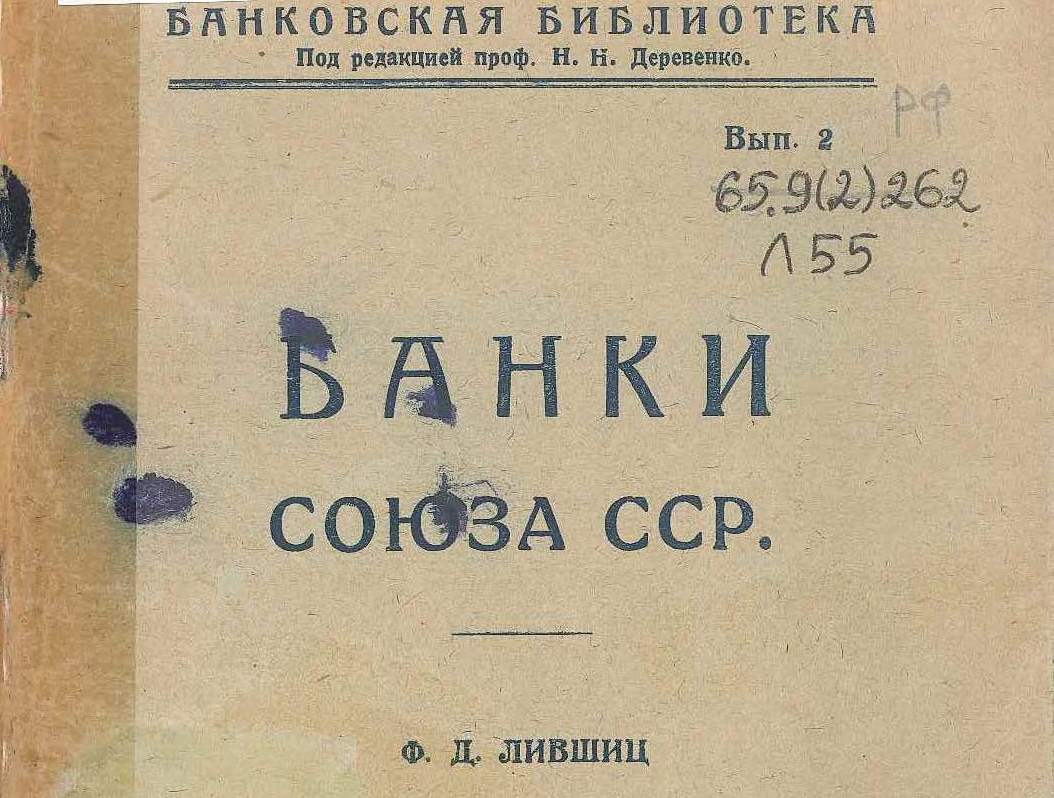 БАНКОВСКАЯ БИБЛИОТЕКА
Под редакцией проф. Н. Н. Деревенко.
РФ
Вып. 2
65.9(2)262
Л55
БАНКИ
СОЮЗА ССР.
Ф. Д. ЛИВШИЦ